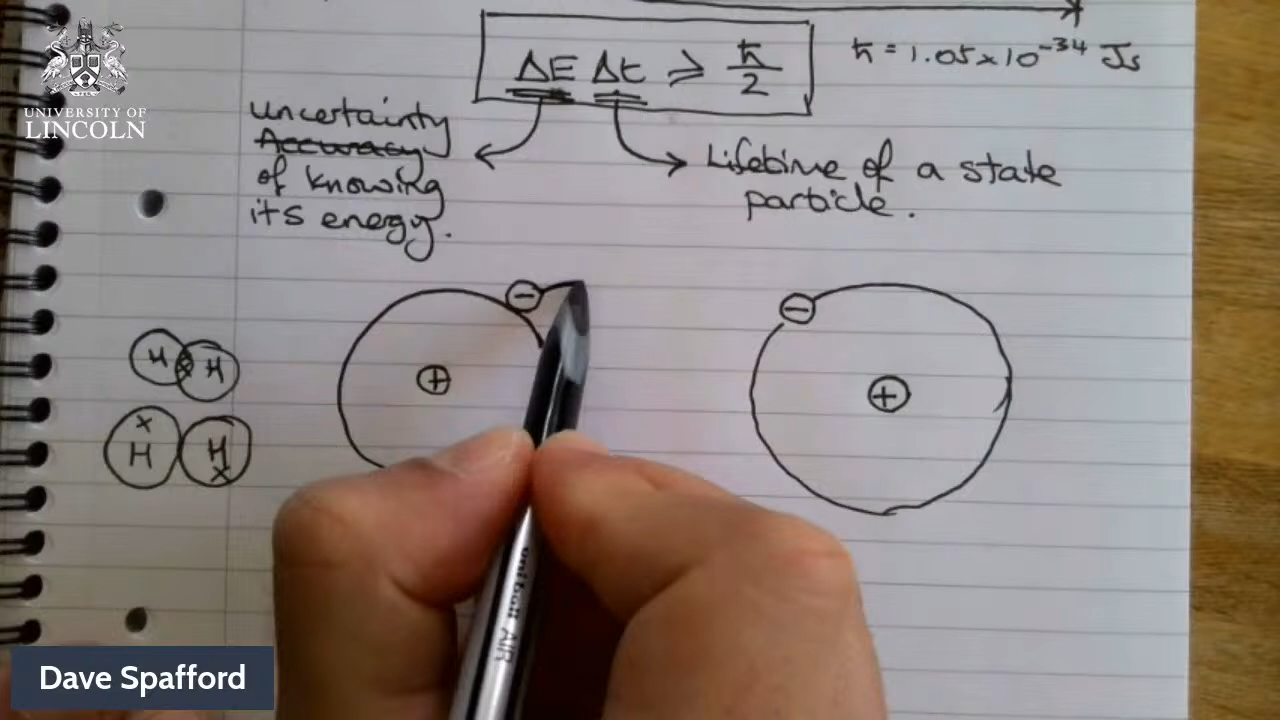 UNIVERSITY OF
LINCOLN
ΔE Δt ⩾ ħ/2
ħ = 1.05 x 10⁻³⁴ Js
uncertainty
Accuracy
of knowing
its energy.
Lifetime of a state
particle.
−
−
+
+
H H
x
H H
x
uni-ball AIR
Dave Spafford